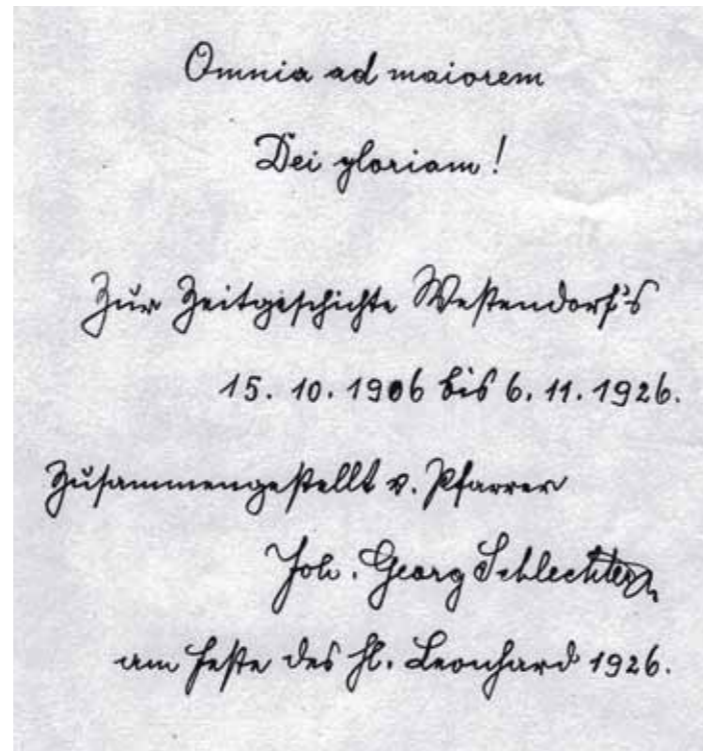 Omnia ad maiorem
Dei gloriam!
Zur Zeitgeschichte Westendorf's
15. 10. 1906 bis 6. 11. 1926.
Zusammengestellt v. Pfarrer
Joh. Georg Schlechter
am Feste des hl. Leonhard 1926.